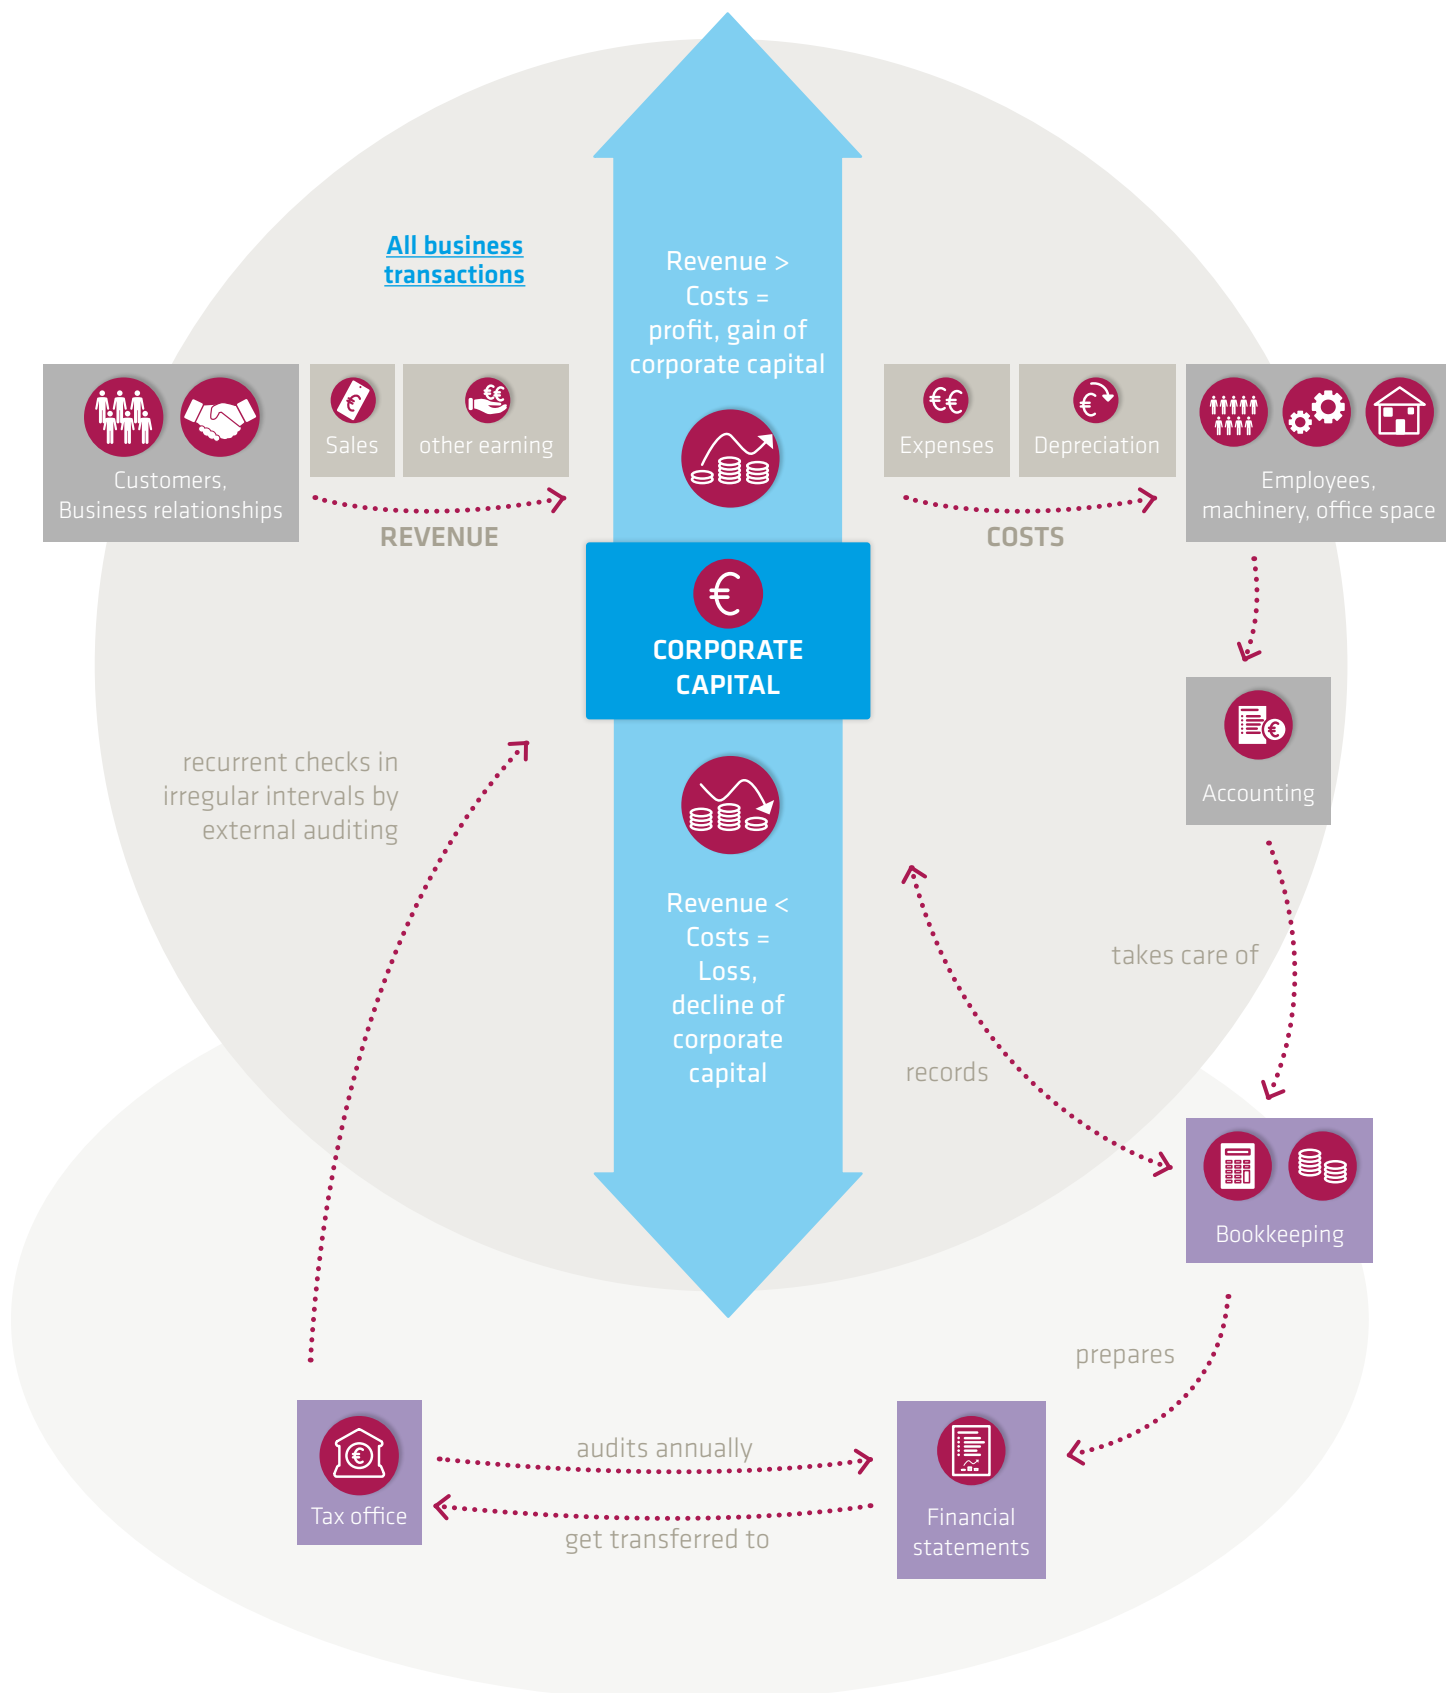 All business
transactions
Revenue >
Costs =
profit, gain of
corporate capital
Customers,
Business relationships
Sales
other earning
REVENUE
Expenses
Depreciation
COSTS
Employees,
machinery, office space
€
CORPORATE
CAPITAL
recurrent checks in
irregular intervals by
external auditing
Accounting
Revenue <
Costs =
Loss,
decline of
corporate
capital
takes care of
records
Bookkeeping
prepares
Tax office
audits annually
get transferred to
Financial
statements